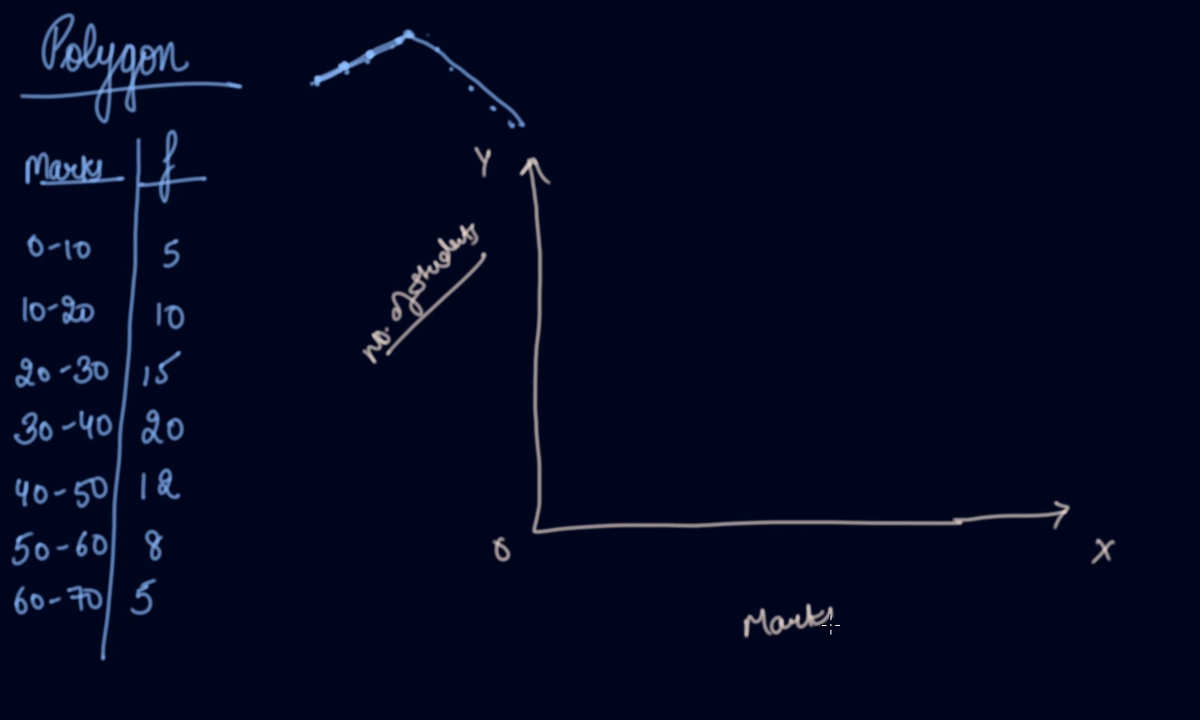 Polygon
Marks f
0-10 5
10-20 10
20-30 15
30-40 20
40-50 12
50-60 8
60-70 5
Y
no. of students
0
X
Marks